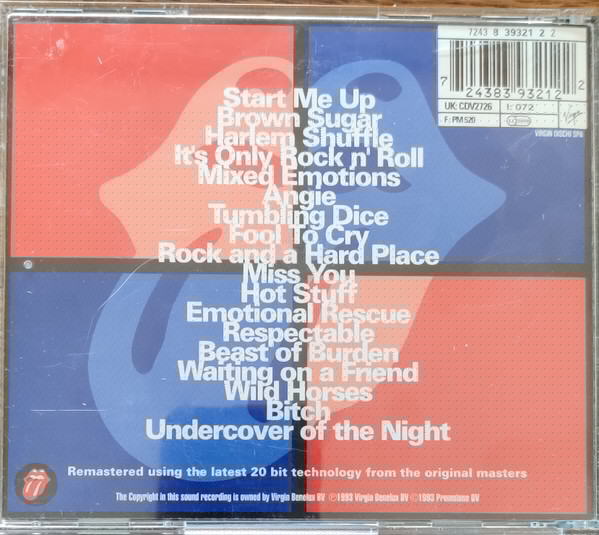 7243 8 39321 2 2
7 24383 93212 2
UK: CDV2726
I: 072
F: PM 520
Virgin
VIRGIN DISCHI SPA
Start Me Up
Brown Sugar
Harlem Shuffle
It's Only Rock n' Roll
Mixed Emotions
Angie
Tumbling Dice
Fool To Cry
Rock and a Hard Place
Miss You
Hot Stuff
Emotional Rescue
Respectable
Beast of Burden
Waiting on a Friend
Wild Horses
Bitch
Undercover of the Night
Remastered using the latest 20 bit technology from the original masters
The Copyright in this sound recording is owned by Virgin Benelux BV ℗1993 Virgin Benelux BV ©1993 Promotone BV